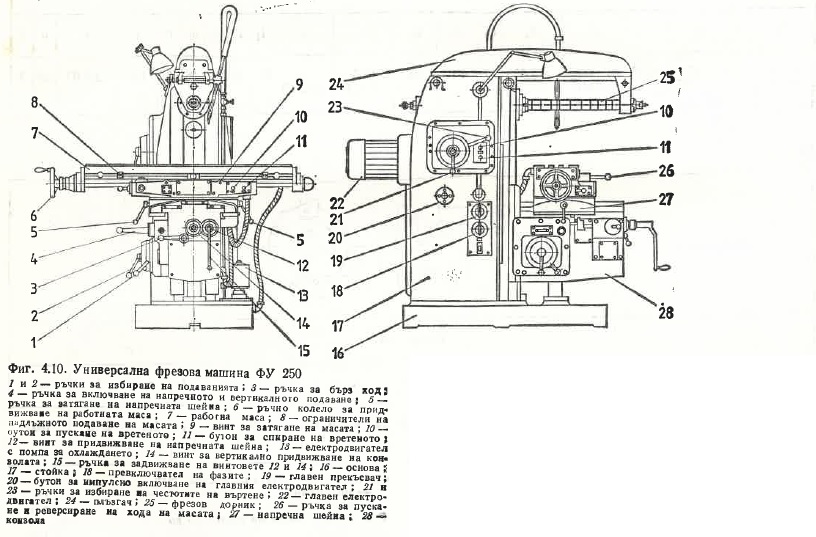 8
7
6
5
4
3
2
1
9
10
11
5
12
13
14
15
24
23
22
21
20
19
18
17
16
25
10
11
26
27
28
Фиг. 4.10. Универсална фрезова машина ФУ 250
1 и 2 — ръчки за избиране на подаванията; 3 — ръчка за бърз ход;
4 — ръчка за включване на напречното и вертикалното подаване; 5 —
ръчка за затягане на напречната шейна; 6 — ръчно колело за прид-
вижване на работната маса; 7 — работна маса; 8 — ограничители на
надлъжното подаване на масата; 9 — винт за затягане на масата; 10 —
бутон за пускане на вретеното; 11 — бутон за спиране на вретеното;
12 — винт за придвижване на напречната шейна; 13 — електродвигател
с помпа за охлаждането; 14 — винт за вертикално придвижване на кон-
золата; 15 — ръчка за задвижване на винтовете 12 и 14; 16 — основа;
17 — стойка; 18 — превключвател на фазите; 19 — главен прекъсвач;
20 — бутон за импулсно включване на главния електродвигател; 21 и
23 — ръчки за избиране на честотите на въртене; 22 — главен електро-
двигател; 24 — плъзгач; 25 — фрезов дорник; 26 — ръчка за пуска-
не и реверсиране на хода на масата; 27 — напречна шейна; 28 —
конзола